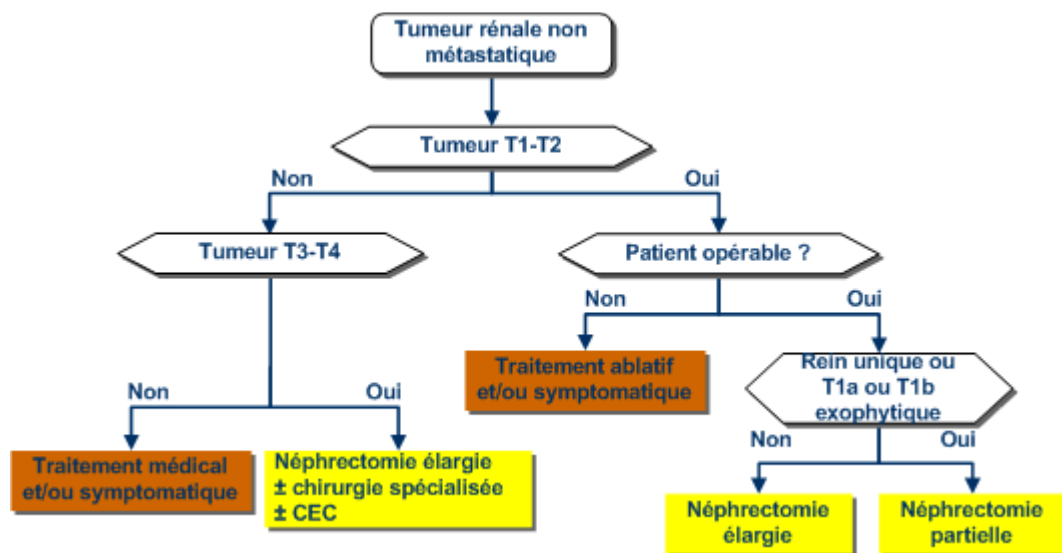 Tumeur rénale non
métastatique
Tumeur T1-T2
Non
Oui
Tumeur T3-T4
Patient opérable ?
Non
Oui
Traitement ablatif
et/ou symptomatique
Rein unique ou
T1a ou T1b
exophytique
Non
Oui
Non
Oui
Traitement médical
et/ou symptomatique
Néphrectomie élargie
± chirurgie spécialisée
± CEC
Néphrectomie
élargie
Néphrectomie
partielle